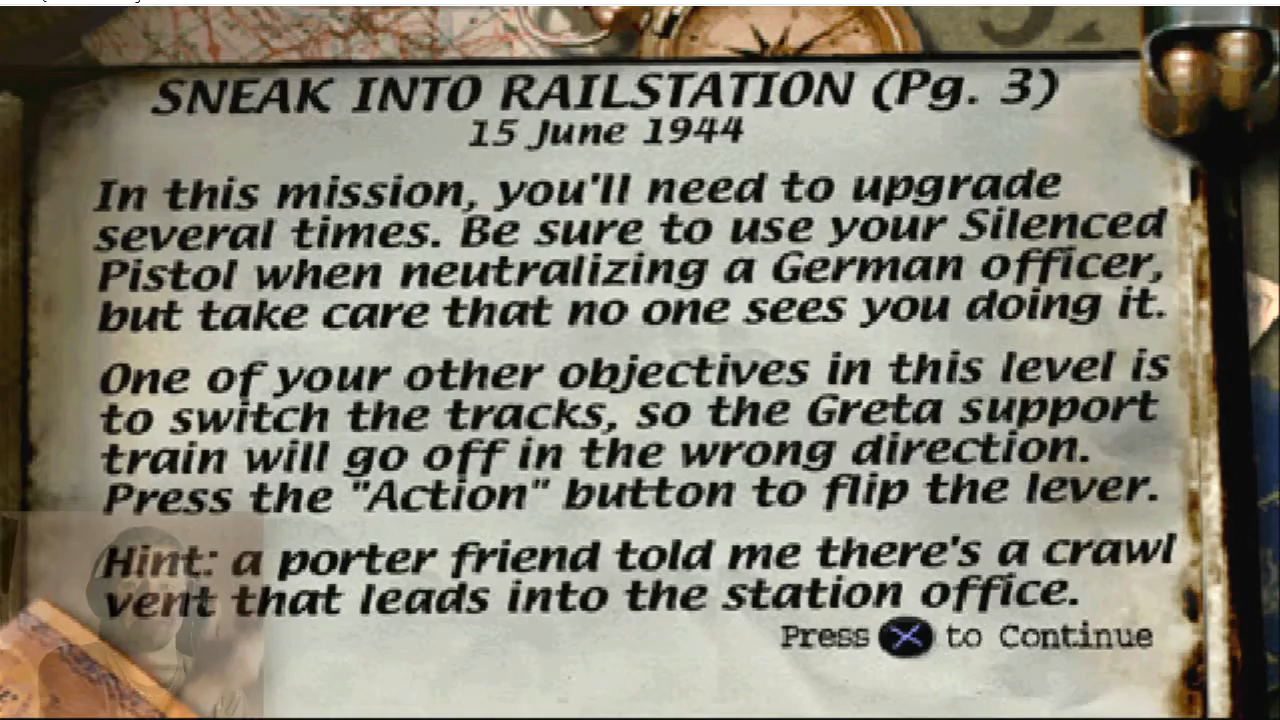 SNEAK INTO RAILSTATION (Pg. 3)
15 June 1944
In this mission, you'll need to upgrade
several times. Be sure to use your Silenced
Pistol when neutralizing a German officer,
but take care that no one sees you doing it.
One of your other objectives in this level is
to switch the tracks, so the Greta support
train will go off in the wrong direction.
Press the "Action" button to flip the lever.
Hint: a porter friend told me there's a crawl
vent that leads into the station office.
Press to Continue